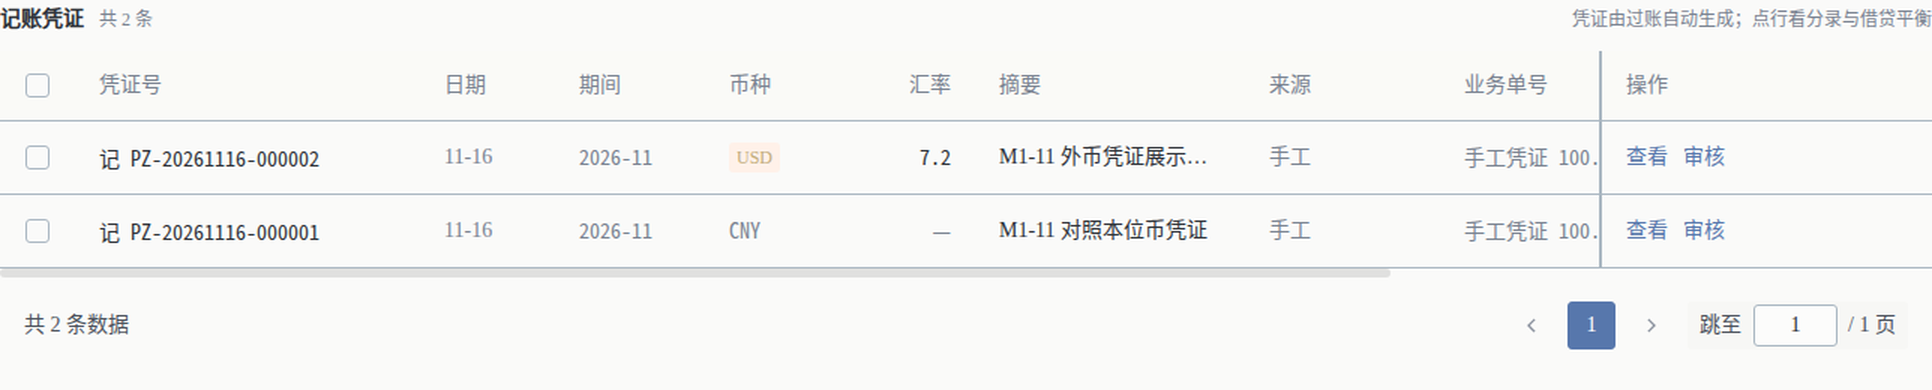 记账凭证 共 2 条 凭证由过账自动生成；点行看分录与借贷平衡
凭证号 日期 期间 币种 汇率 摘要 来源 业务单号 操作
记 PZ-20261116-000002 11-16 2026-11 USD 7.2 M1-11 外币凭证展示… 手工 手工凭证 100. 查看 审核
记 PZ-20261116-000001 11-16 2026-11 CNY — M1-11 对照本位币凭证 手工 手工凭证 100. 查看 审核
共 2 条数据 1 跳至 1 / 1 页